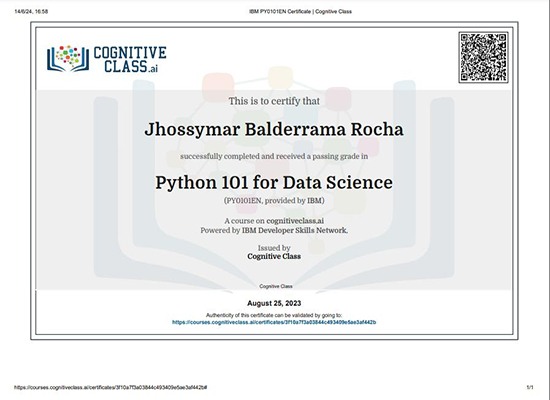 14/6/24, 16:58
IBM PY0101EN Certificate | Cognitive Class
COGNITIVE
CLASS.ai
This is to certify that
Jhossymar Balderrama Rocha
successfully completed and received a passing grade in
Python 101 for Data Science
(PY0101EN, provided by IBM)
A course on cognitiveclass.ai
Powered by IBM Developer Skills Network.
Issued by
Cognitive Class
Cognitive Class
August 25, 2023
Authenticity of this certificate can be validated by going to:
https://courses.cognitiveclass.ai/certificates/3f10a7f3a03844c493409e5ae3af442b
https://courses.cognitiveclass.ai/certificates/3f10a7f3a03844c493409e5ae3af442b#
1/1